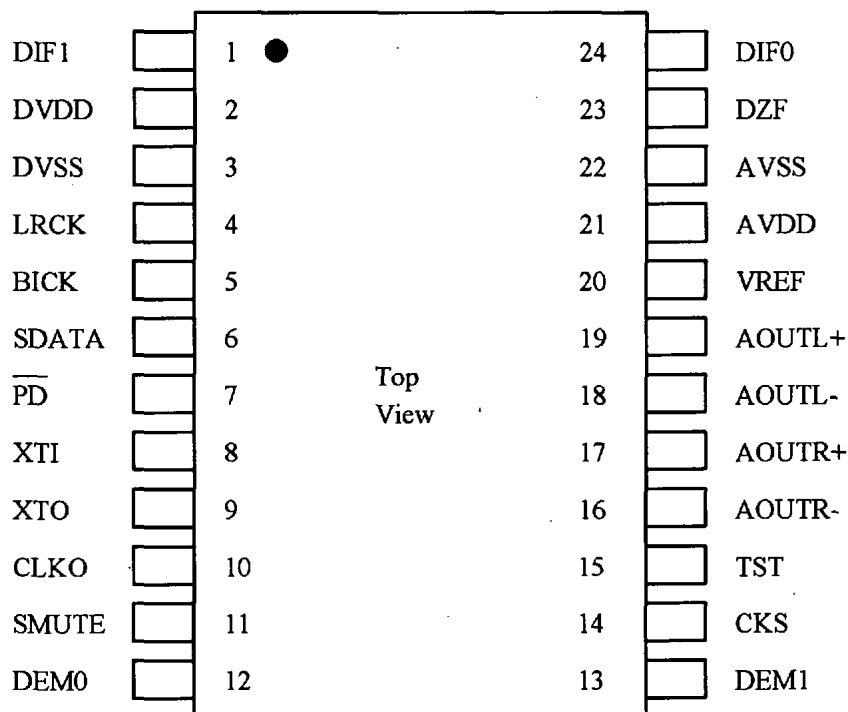 DIF1 1 24 DIF0
DVDD 2 23 DZF
DVSS 3 22 AVSS
LRCK 4 21 AVDD
BICK 5 20 VREF
SDATA 6 19 AOUTL+
PD 7 Top View 18 AOUTL-
XTI 8 17 AOUTR+
XTO 9 16 AOUTR-
CLKO 10 15 TST
SMUTE 11 14 CKS
DEM0 12 13 DEM1